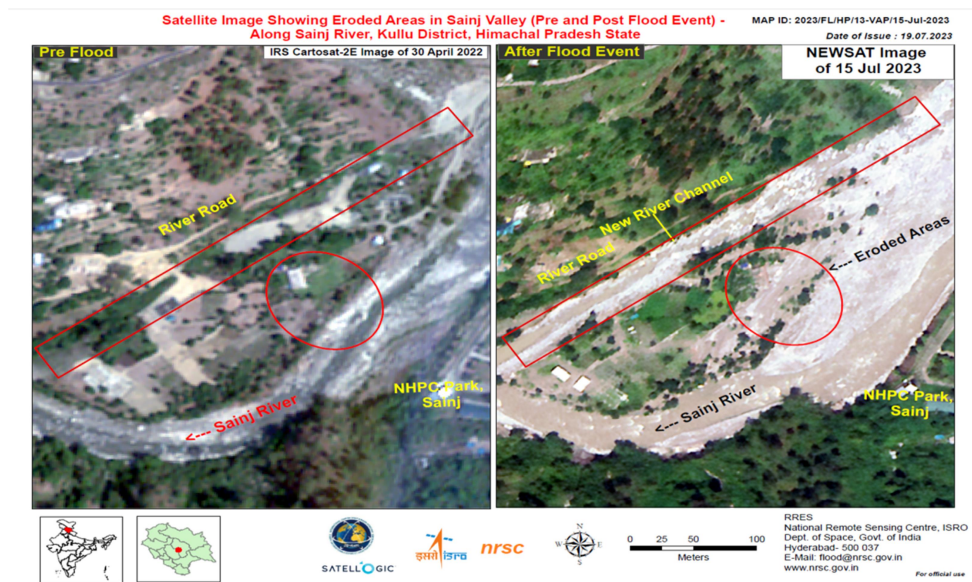 Satellite Image Showing Eroded Areas in Sainj Valley (Pre and Post Flood Event) -
Along Sainj River, Kullu District, Himachal Pradesh State
MAP ID: 2023/FL/HP/13-VAP/15-Jul-2023
Date of Issue : 19.07.2023
Pre Flood
IRS Cartosat-2E Image of 30 April 2022
River Road
NHPC Park,
Sainj
<--- Sainj River
After Flood Event
NEWSAT Image
of 15 Jul 2023
New River Channel
River Road
<--- Eroded Areas
NHPC Park,
Sainj
<--- Sainj River
SATELLOGIC
इसरो isro
nrsc
N
W E
S
0 25 50 100
Meters
RRES
National Remote Sensing Centre, ISRO
Dept. of Space, Govt. of India
Hyderabad- 500 037
E-Mail: flood@nrsc.gov.in
www.nrsc.gov.in
For official use